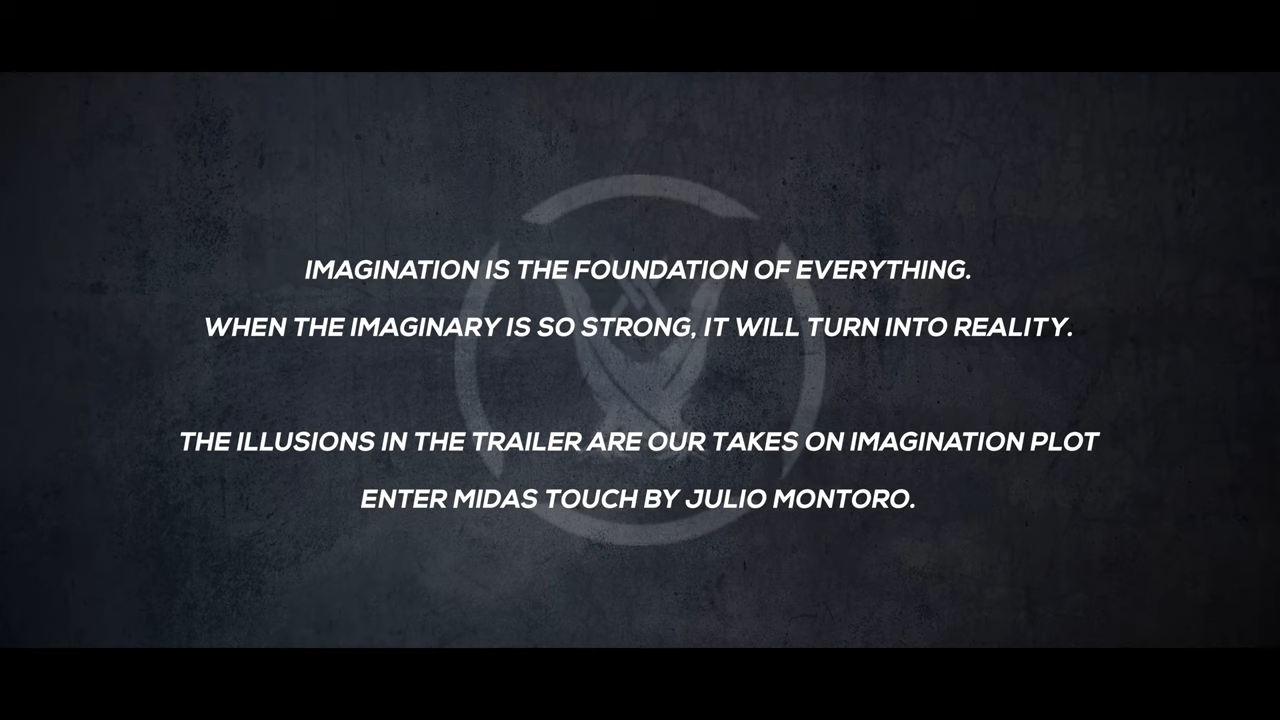 IMAGINATION IS THE FOUNDATION OF EVERYTHING.
WHEN THE IMAGINARY IS SO STRONG, IT WILL TURN INTO REALITY.
THE ILLUSIONS IN THE TRAILER ARE OUR TAKES ON IMAGINATION PLOT
ENTER MIDAS TOUCH BY JULIO MONTORO.